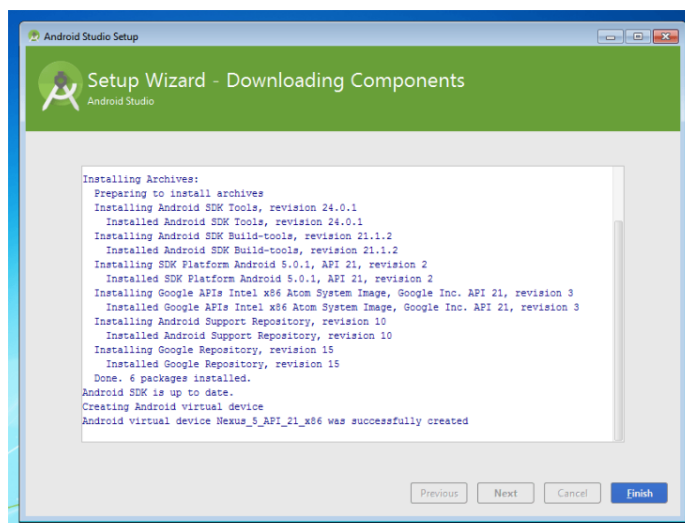 Android Studio Setup
Setup Wizard - Downloading Components
Android Studio
Installing Archives:
Preparing to install archives
Installing Android SDK Tools, revision 24.0.1
Installed Android SDK Tools, revision 24.0.1
Installing Android SDK Build-tools, revision 21.1.2
Installed Android SDK Build-tools, revision 21.1.2
Installing SDK Platform Android 5.0.1, API 21, revision 2
Installed SDK Platform Android 5.0.1, API 21, revision 2
Installing Google APIs Intel x86 Atom System Image, Google Inc. API 21, revision 3
Installed Google APIs Intel x86 Atom System Image, Google Inc. API 21, revision 3
Installing Android Support Repository, revision 10
Installed Android Support Repository, revision 10
Installing Google Repository, revision 15
Installed Google Repository, revision 15
Done. 6 packages installed.
Android SDK is up to date.
Creating Android virtual device
Android virtual device Nexus_5_API_21_x86 was successfully created
Previous Next Cancel Finish